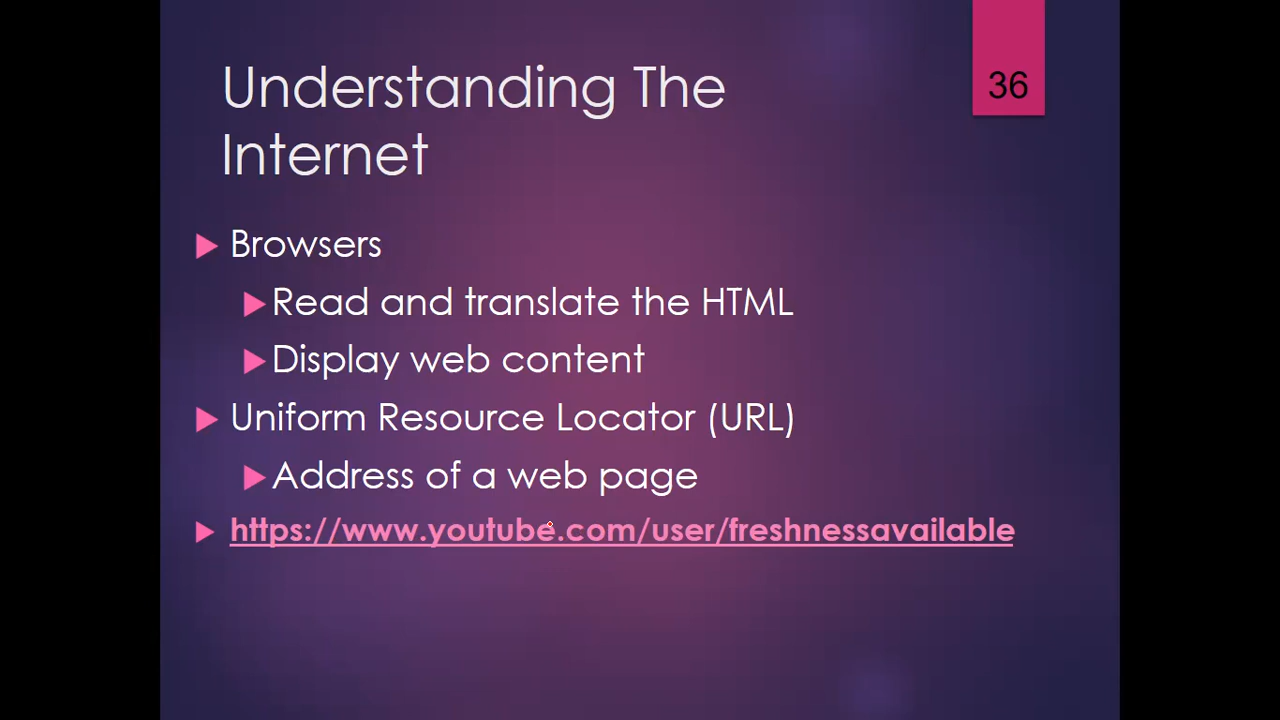 Understanding The
Internet
36
Browsers
Read and translate the HTML
Display web content
Uniform Resource Locator (URL)
Address of a web page
https://www.youtube.com/user/freshnessavailable